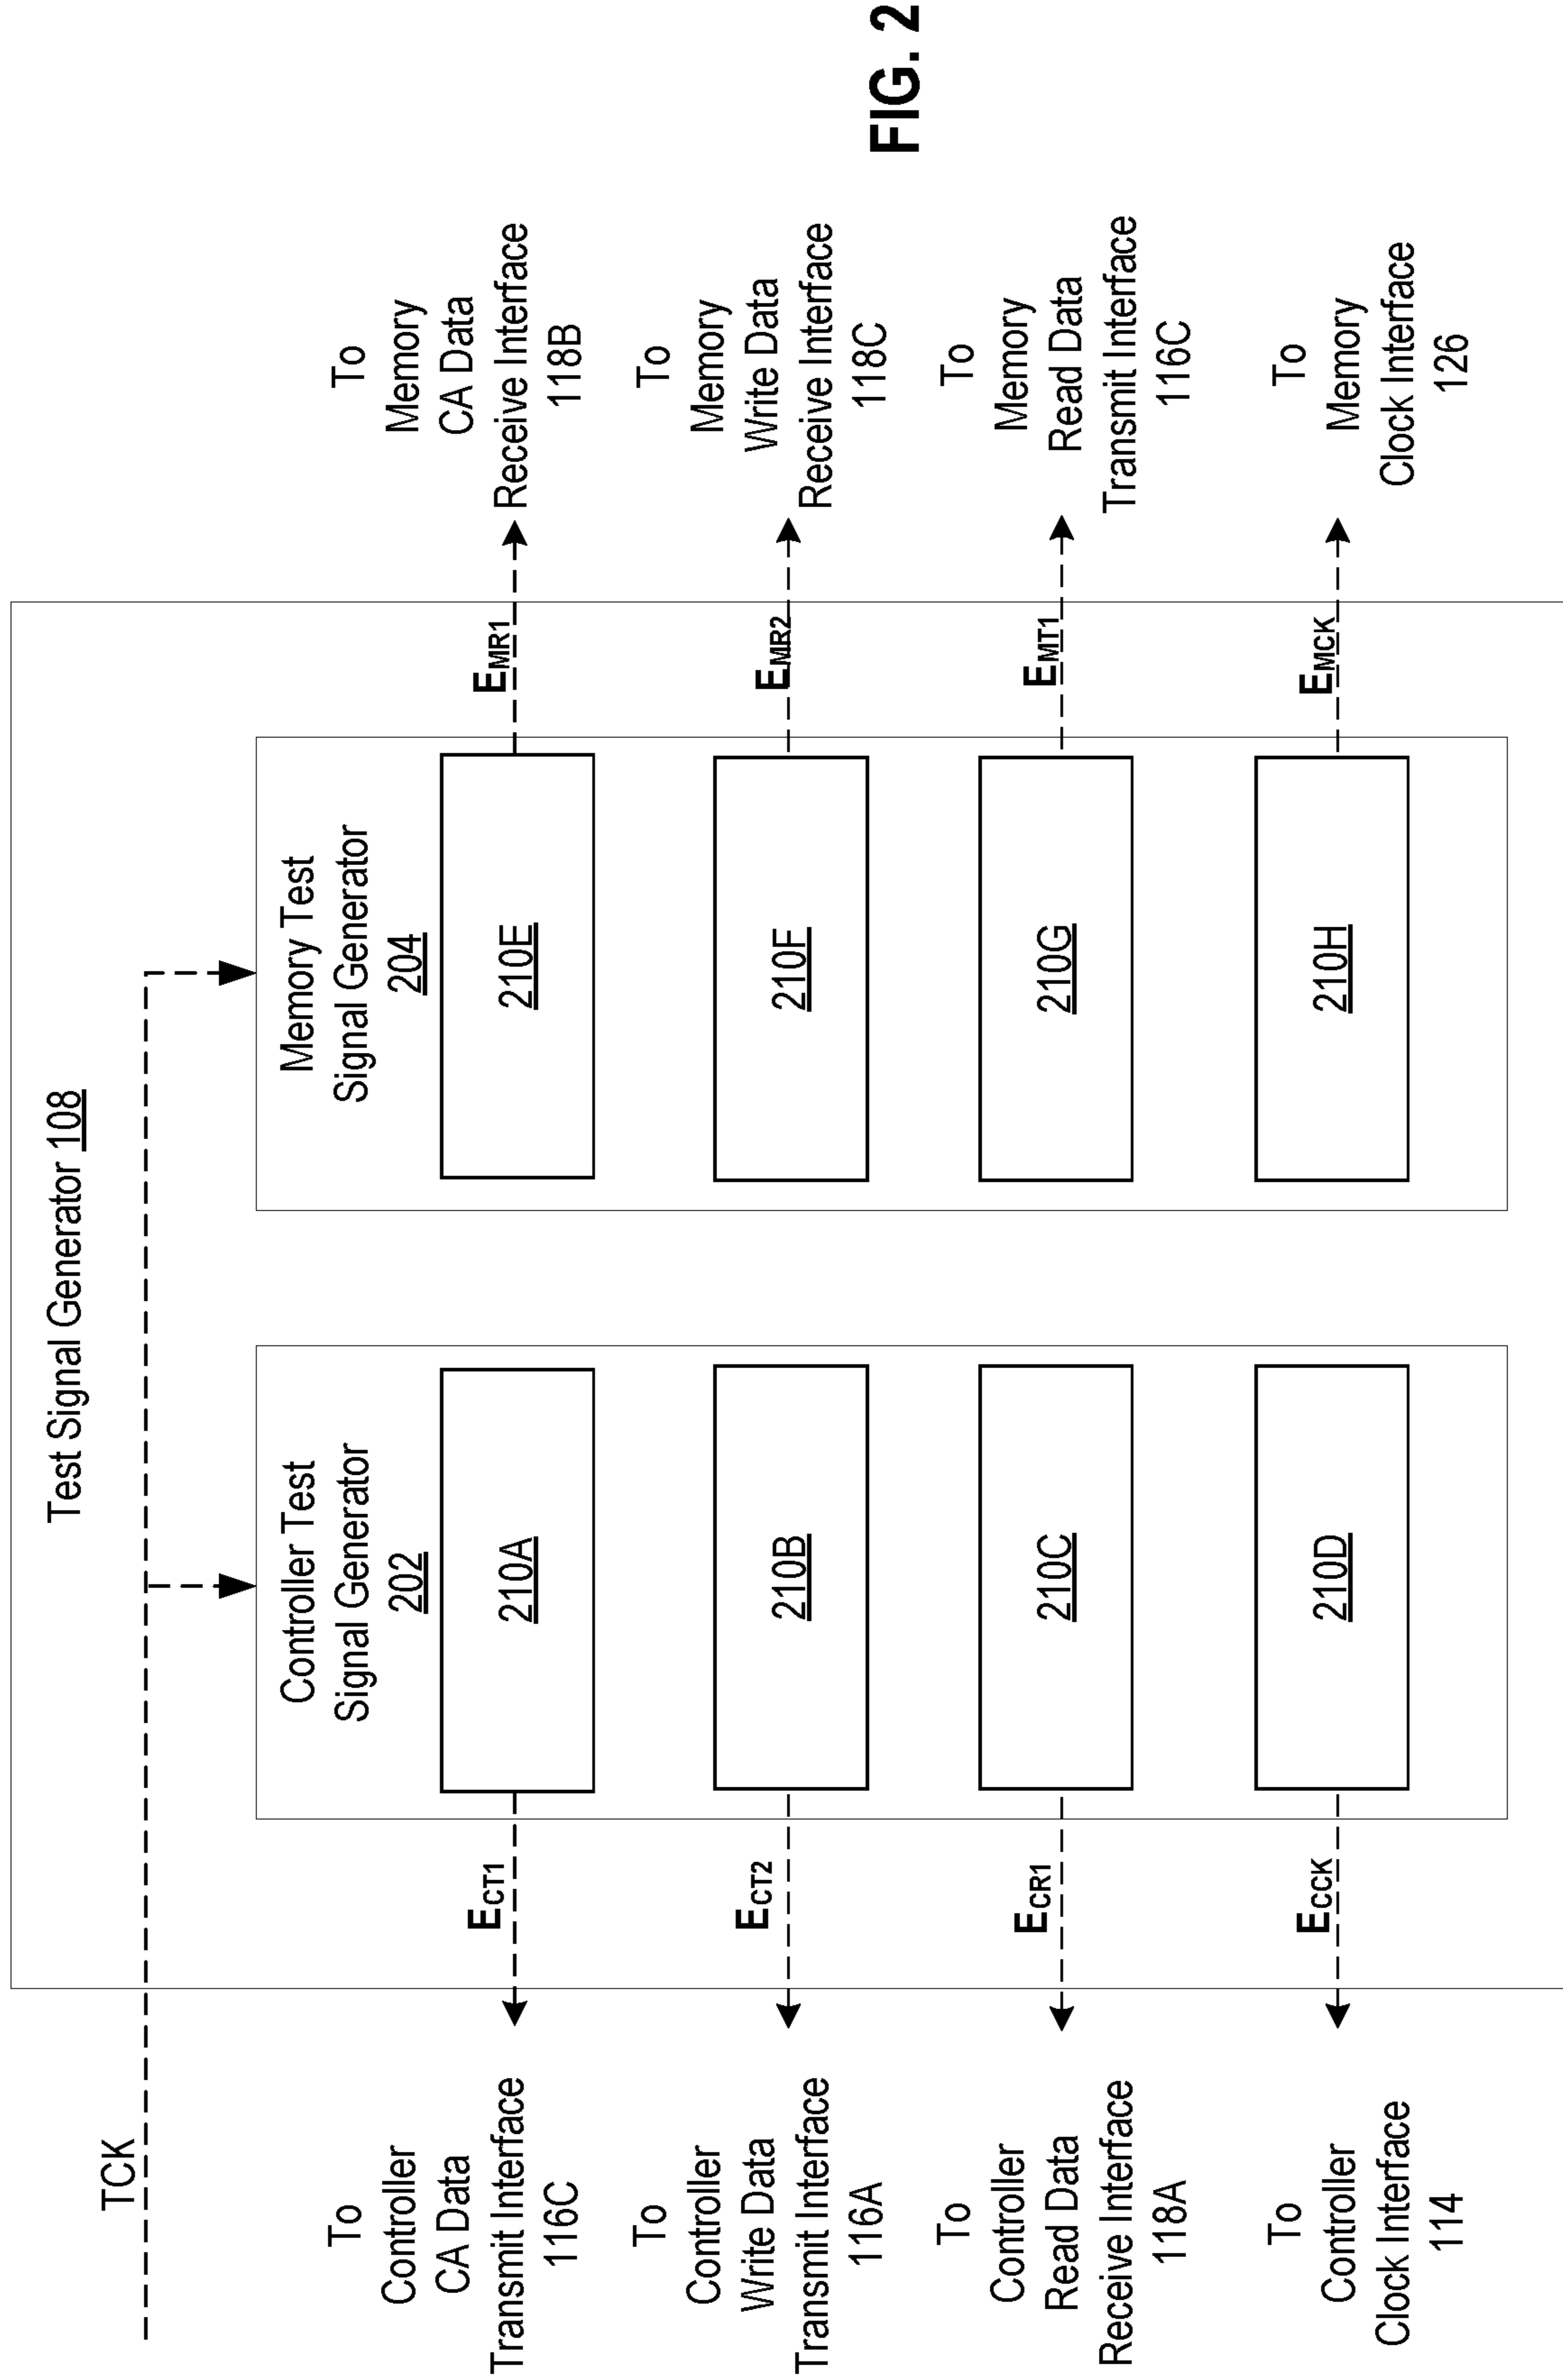 Test Signal Generator 108
TCK
Controller Test
Signal Generator
202
Memory Test
Signal Generator
204
To
Controller
CA Data
Transmit Interface
116C
ECT1
210A
210E
EMR1
To
Memory
CA Data
Receive Interface
118B
To
Controller
Write Data
Transmit Interface
116A
ECT2
210B
210F
EMR2
To
Memory
Write Data
Receive Interface
118C
To
Controller
Read Data
Receive Interface
118A
ECR1
210C
210G
EMT1
To
Memory
Read Data
Transmit Interface
116C
To
Controller
Clock Interface
114
ECCK
210D
210H
EMCK
To
Memory
Clock Interface
126
FIG. 2